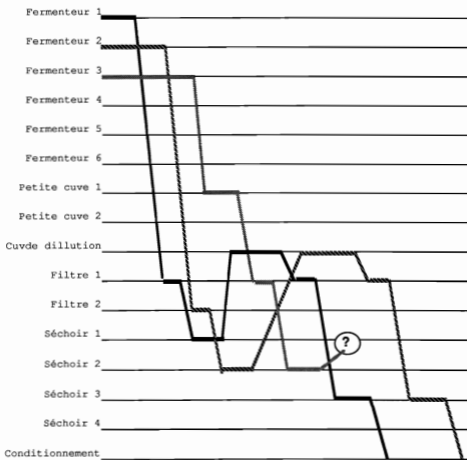 Fermenteur 1
Fermenteur 2
Fermenteur 3
Fermenteur 4
Fermenteur 5
Fermenteur 6
Petite cuve 1
Petite cuve 2
Cuvde dillution
Filtre 1
Filtre 2
Séchoir 1
?
Séchoir 2
Séchoir 3
Séchoir 4
Conditionnement